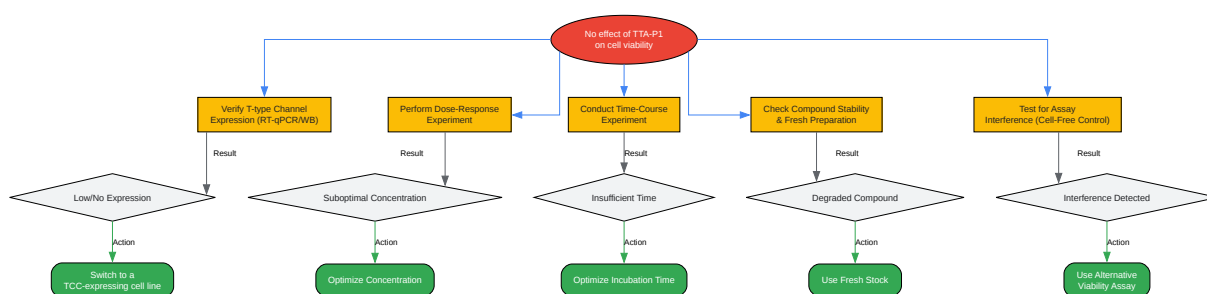 No effect of TTA-P1
on cell viability
Verify T-type Channel
Expression (RT-qPCR/WB)
Perform Dose-Response
Experiment
Conduct Time-Course
Experiment
Check Compound Stability
& Fresh Preparation
Test for Assay
Interference (Cell-Free Control)
Result
Result
Result
Result
Result
Low/No Expression
Suboptimal Concentration
Insufficient Time
Degraded Compound
Interference Detected
Action
Action
Action
Action
Action
Switch to a
TCC-expressing cell line
Optimize Concentration
Optimize Incubation Time
Use Fresh Stock
Use Alternative
Viability Assay